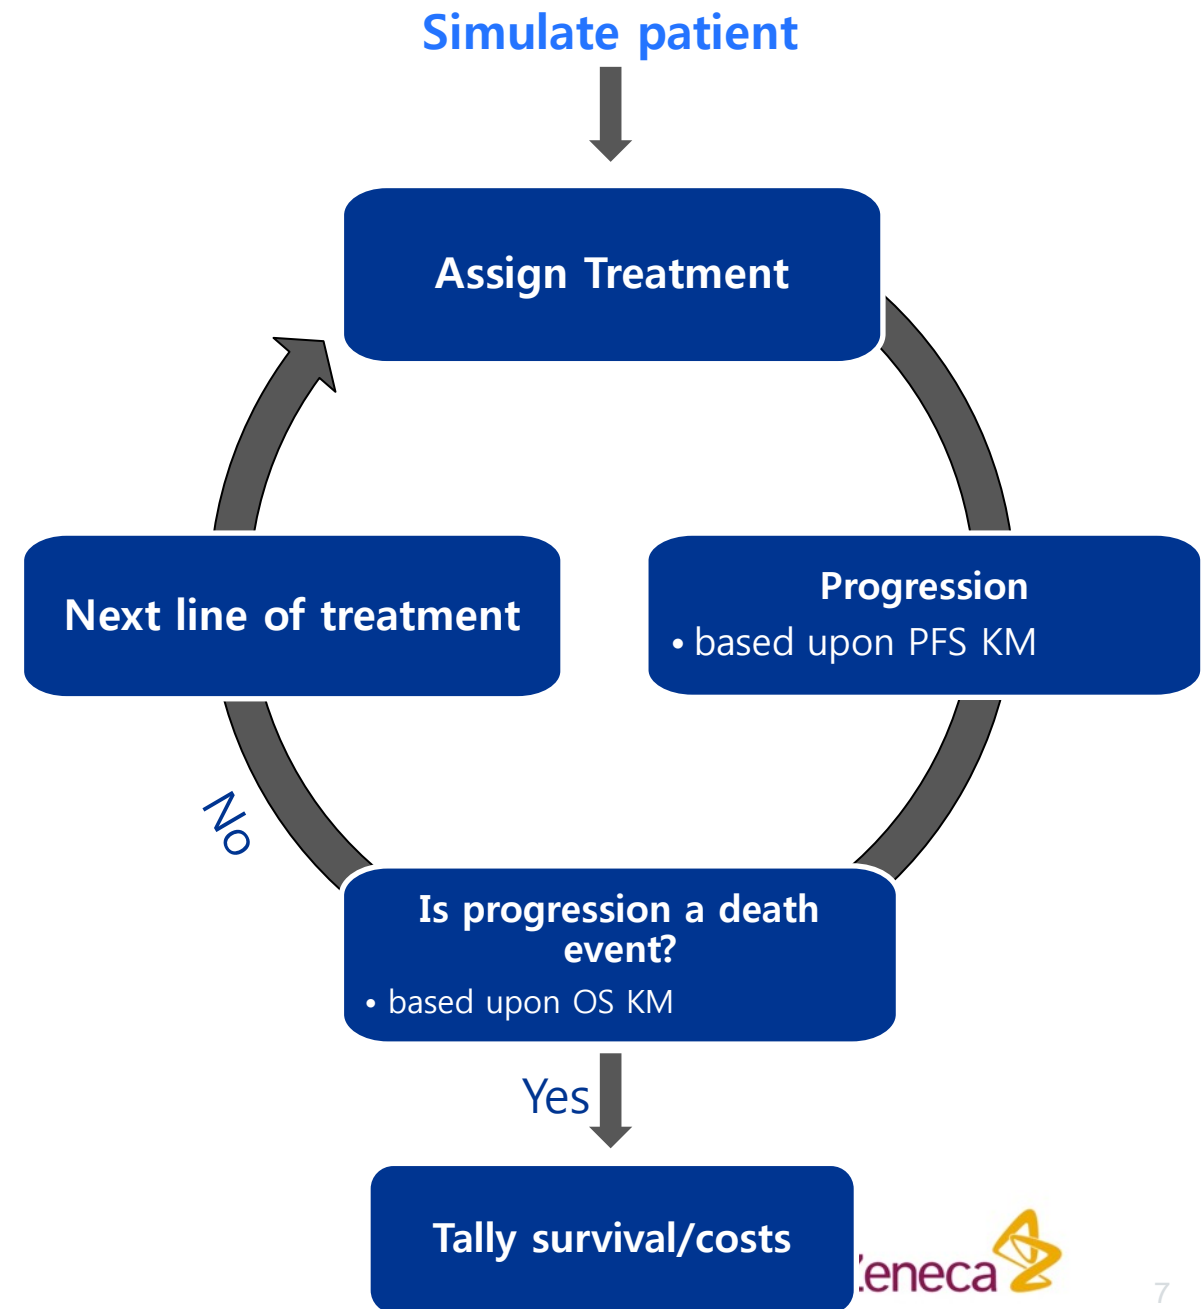 Simulate patient
Assign Treatment
Next line of treatment
Progression
• based upon PFS KM
No
Is progression a death
event?
• based upon OS KM
Yes
Tally survival/costs
eneca
7